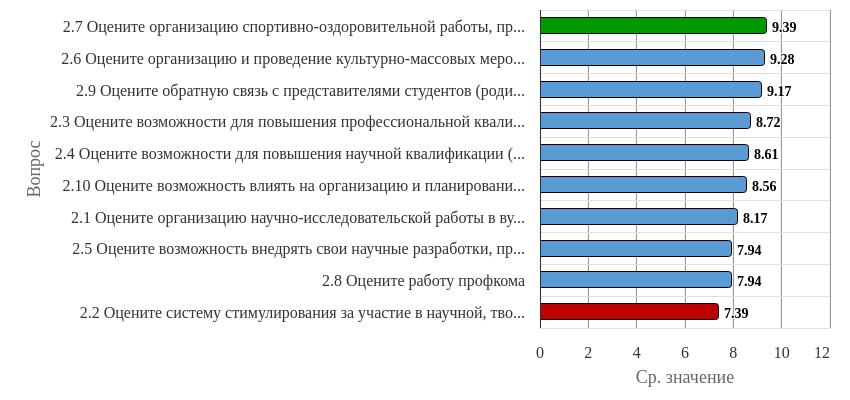 2.7 Оцените организацию спортивно-оздоровительной работы, пр... 9.39
2.6 Оцените организацию и проведение культурно-массовых меро... 9.28
2.9 Оцените обратную связь с представителями студентов (роди... 9.17
2.3 Оцените возможности для повышения профессиональной квали... 8.72
2.4 Оцените возможности для повышения научной квалификации (... 8.61
2.10 Оцените возможность влиять на организацию и планировани... 8.56
2.1 Оцените организацию научно-исследовательской работы в ву... 8.17
2.5 Оцените возможность внедрять свои научные разработки, пр... 7.94
2.8 Оцените работу профкома 7.94
2.2 Оцените систему стимулирования за участие в научной, тво... 7.39
Вопрос
0 2 4 6 8 10 12
Ср. значение